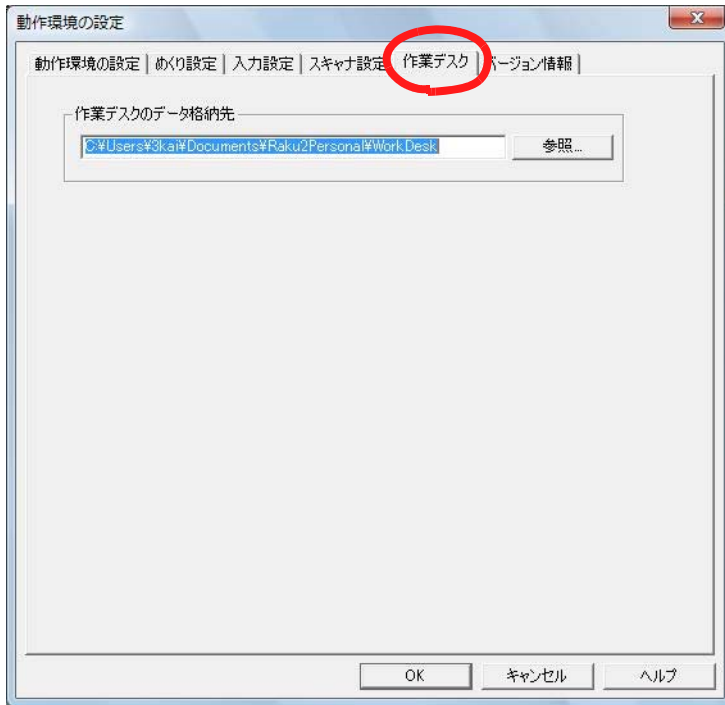 動作環境の設定
動作環境の設定 めくり設定 入力設定 スキャナ設定 作業デスク バージョン情報
作業デスクのデータ格納先
C:¥Users¥3kai¥Documents¥Raku2Personal¥WorkDesk 参照...
OK キャンセル ヘルプ